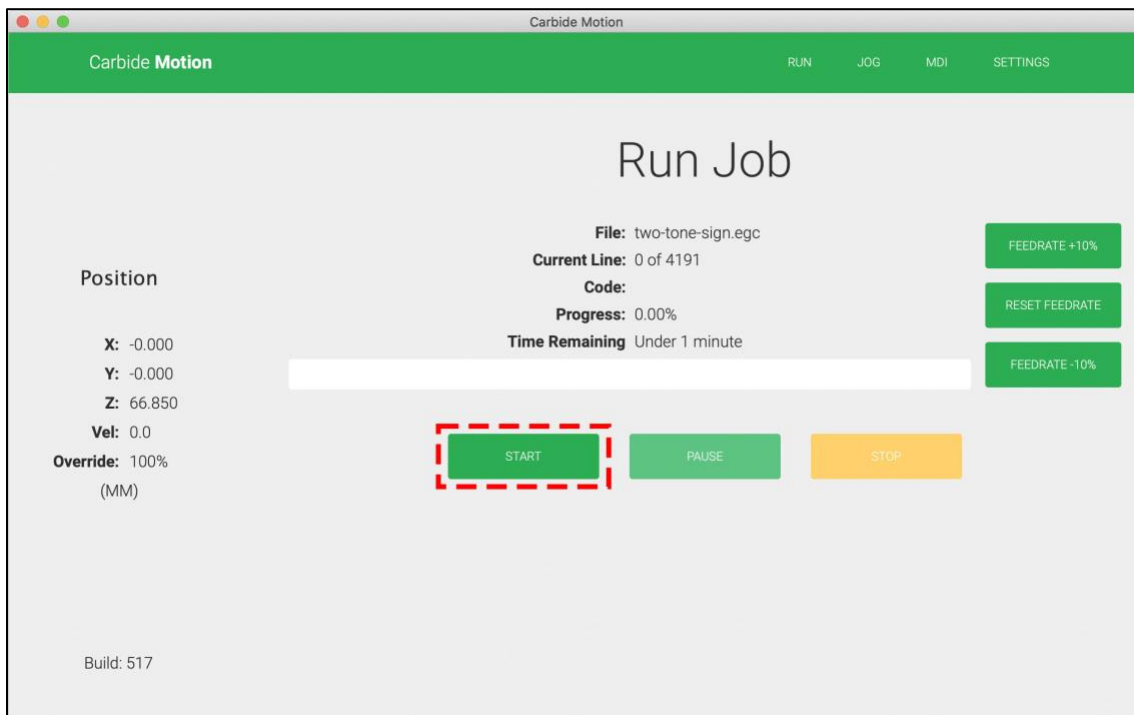 Carbide Motion
Carbide Motion
RUN JOG MDI SETTINGS
Run Job
File: two-tone-sign.egc
Current Line: 0 of 4191
Code:
Progress: 0.00%
Time Remaining Under 1 minute
FEEDRATE +10%
RESET FEEDRATE
FEEDRATE -10%
Position
X: -0.000
Y: -0.000
Z: 66.850
Vel: 0.0
Override: 100%
(MM)
START PAUSE STOP
Build: 517